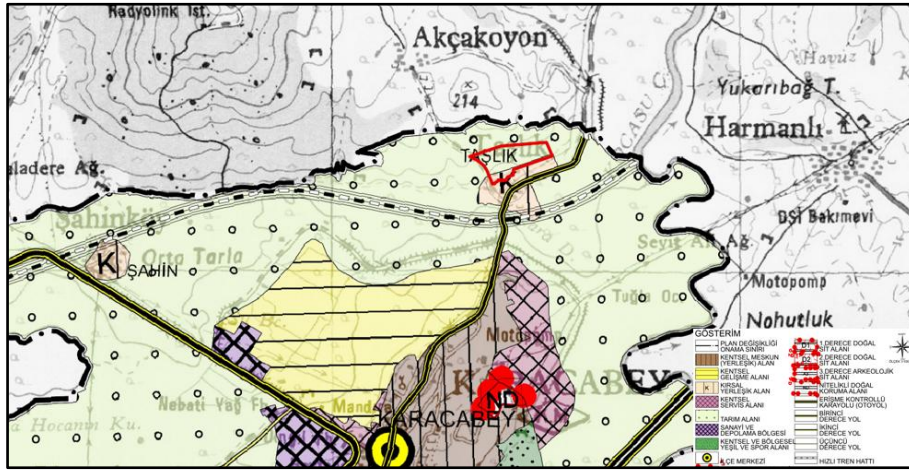 Radyolink İst.
Akçakoyon
214
Havuz
Yukarıbağ T.
Harmanlı
TAŞLIK
K
aladere Ağ.
DSİ Bakımevi
Şahinköy
Orta Tarla
K
ŞAHİN
Motopomp
Nohutluk
ND
KARACABEY
Nebati Yağ
GÖSTERİM
PLAN DEĞİŞİKLİĞİ
ONAMA SINIRI
KENTSEL MESKUN
(YERLEŞİK) ALAN
KENTSEL
GELİŞME ALANI
KIRSAL
YERLEŞİK ALAN
KENTSEL
SERVİS ALANI
TARIM ALANI
SANAYİ VE
DEPOLAMA BÖLGESİ
KENTSEL VE BÖLGESEL
YEŞİL VE SPOR ALANI
İLÇE MERKEZİ
1.DERECE DOĞAL
SİT ALANI
2.DERECE DOĞAL
SİT ALANI
3.DERECE ARKEOLOJİK
SİT ALANI
NİTELİKLİ DOĞAL
KORUMA ALANI
ERİŞME KONTROLLÜ
KARAYOLU (OTOYOL)
BİRİNCİ
DERECE YOL
İKİNCİ
DERECE YOL
ÜÇÜNCÜ
DERECE YOL
HIZLI TREN HATTI